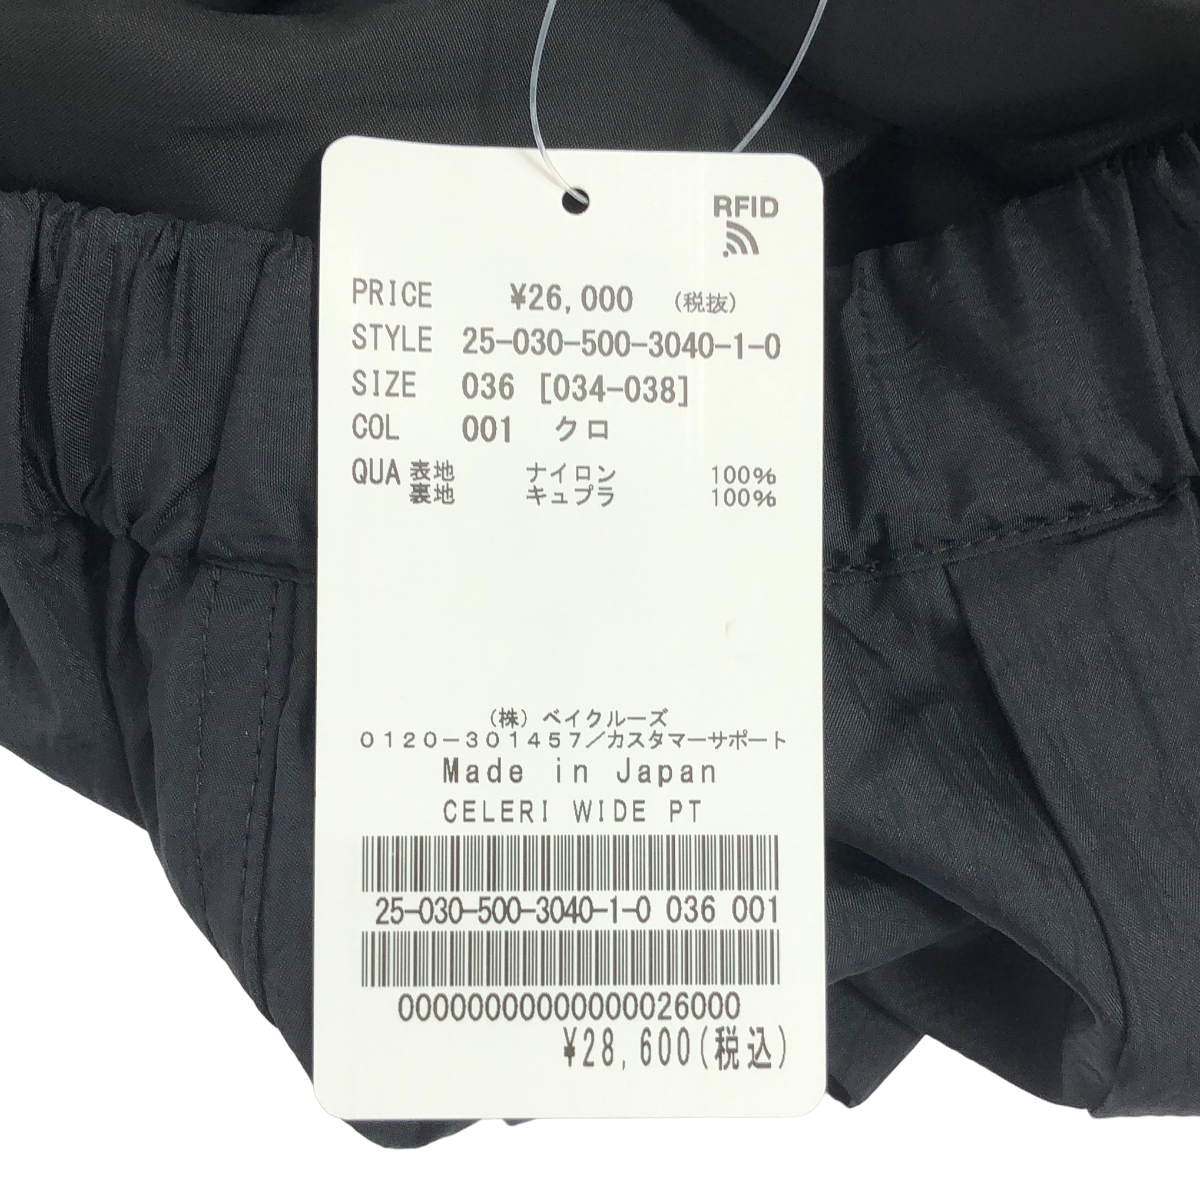 RFID
PRICE ¥26,000 (税抜)
STYLE 25-030-500-3040-1-0
SIZE 036 [034-038]
COL 001 クロ
QUA 表地 ナイロン 100%
裏地 キュプラ 100%
(株)ベイクルーズ
0120-301457/カスタマーサポート
Made in Japan
CELERI WIDE PT
25-030-500-3040-1-0 036 001
00000000000000026000
¥28,600(税込)